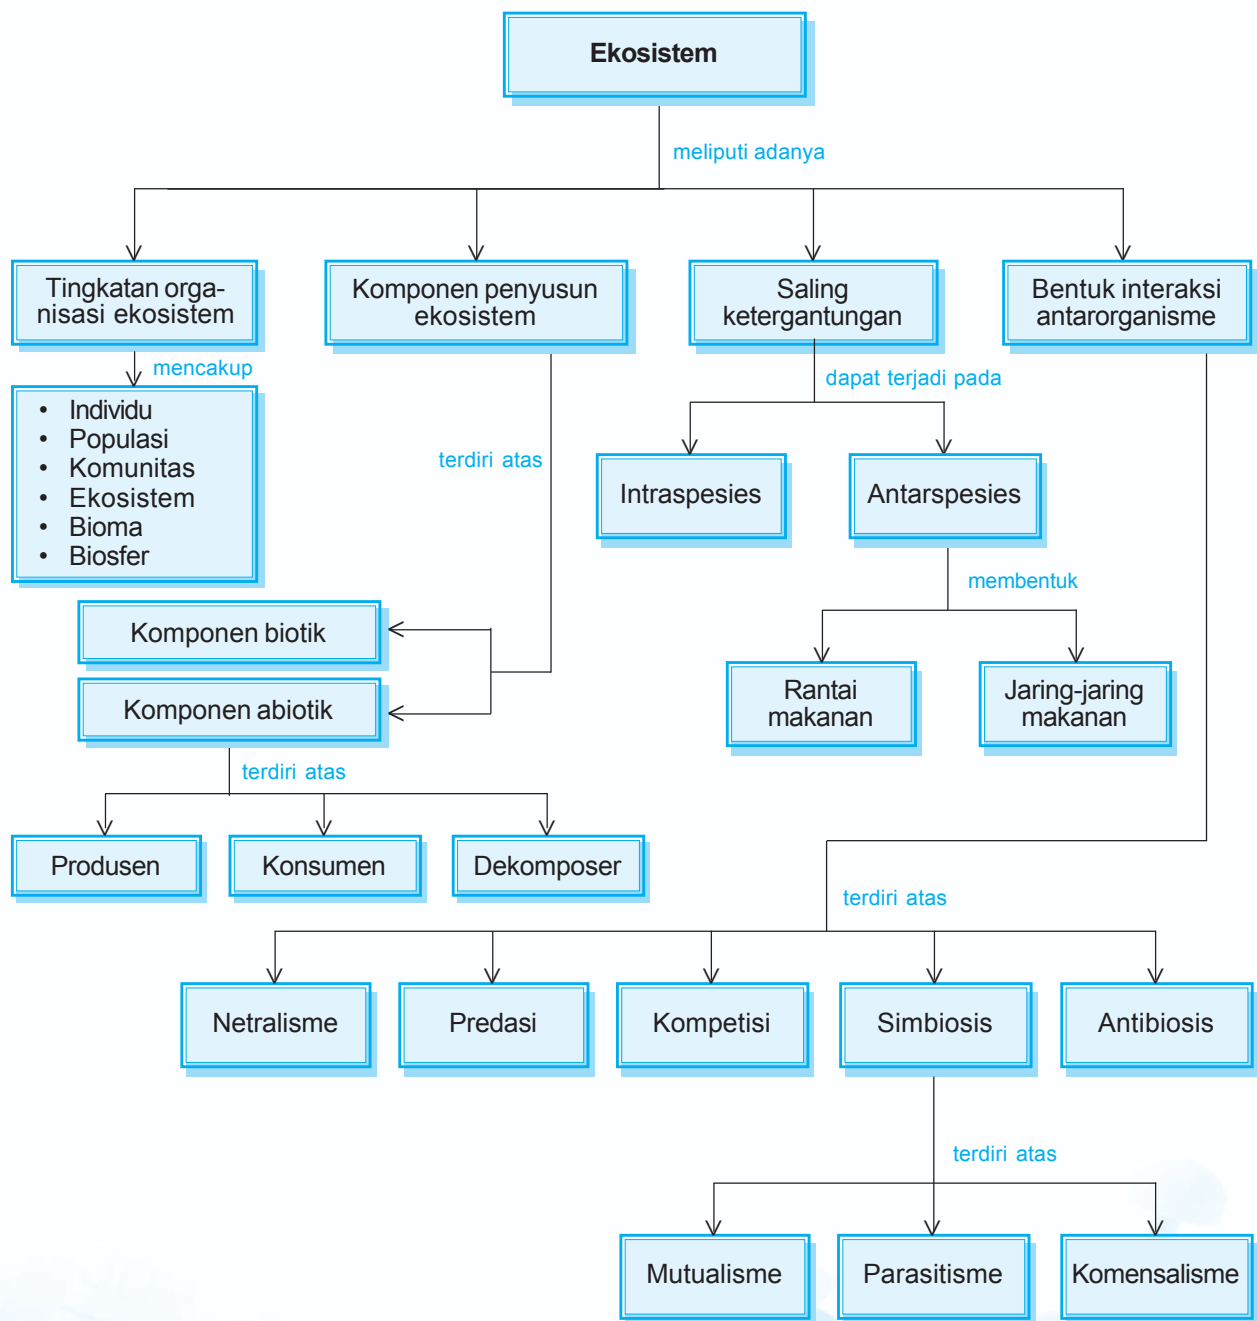 Ekosistem
meliputi adanya
Tingkatan orga-
nisasi ekosistem
Komponen penyusun
ekosistem
Saling
ketergantungan
Bentuk interaksi
antarorganisme
mencakup
• Individu
• Populasi
• Komunitas
• Ekosistem
• Bioma
• Biosfer
terdiri atas
dapat terjadi pada
Intraspesies
Antarspesies
membentuk
Komponen biotik
Komponen abiotik
Rantai
makanan
Jaring-jaring
makanan
terdiri atas
Produsen
Konsumen
Dekomposer
terdiri atas
Netralisme
Predasi
Kompetisi
Simbiosis
Antibiosis
terdiri atas
Mutualisme
Parasitisme
Komensalisme